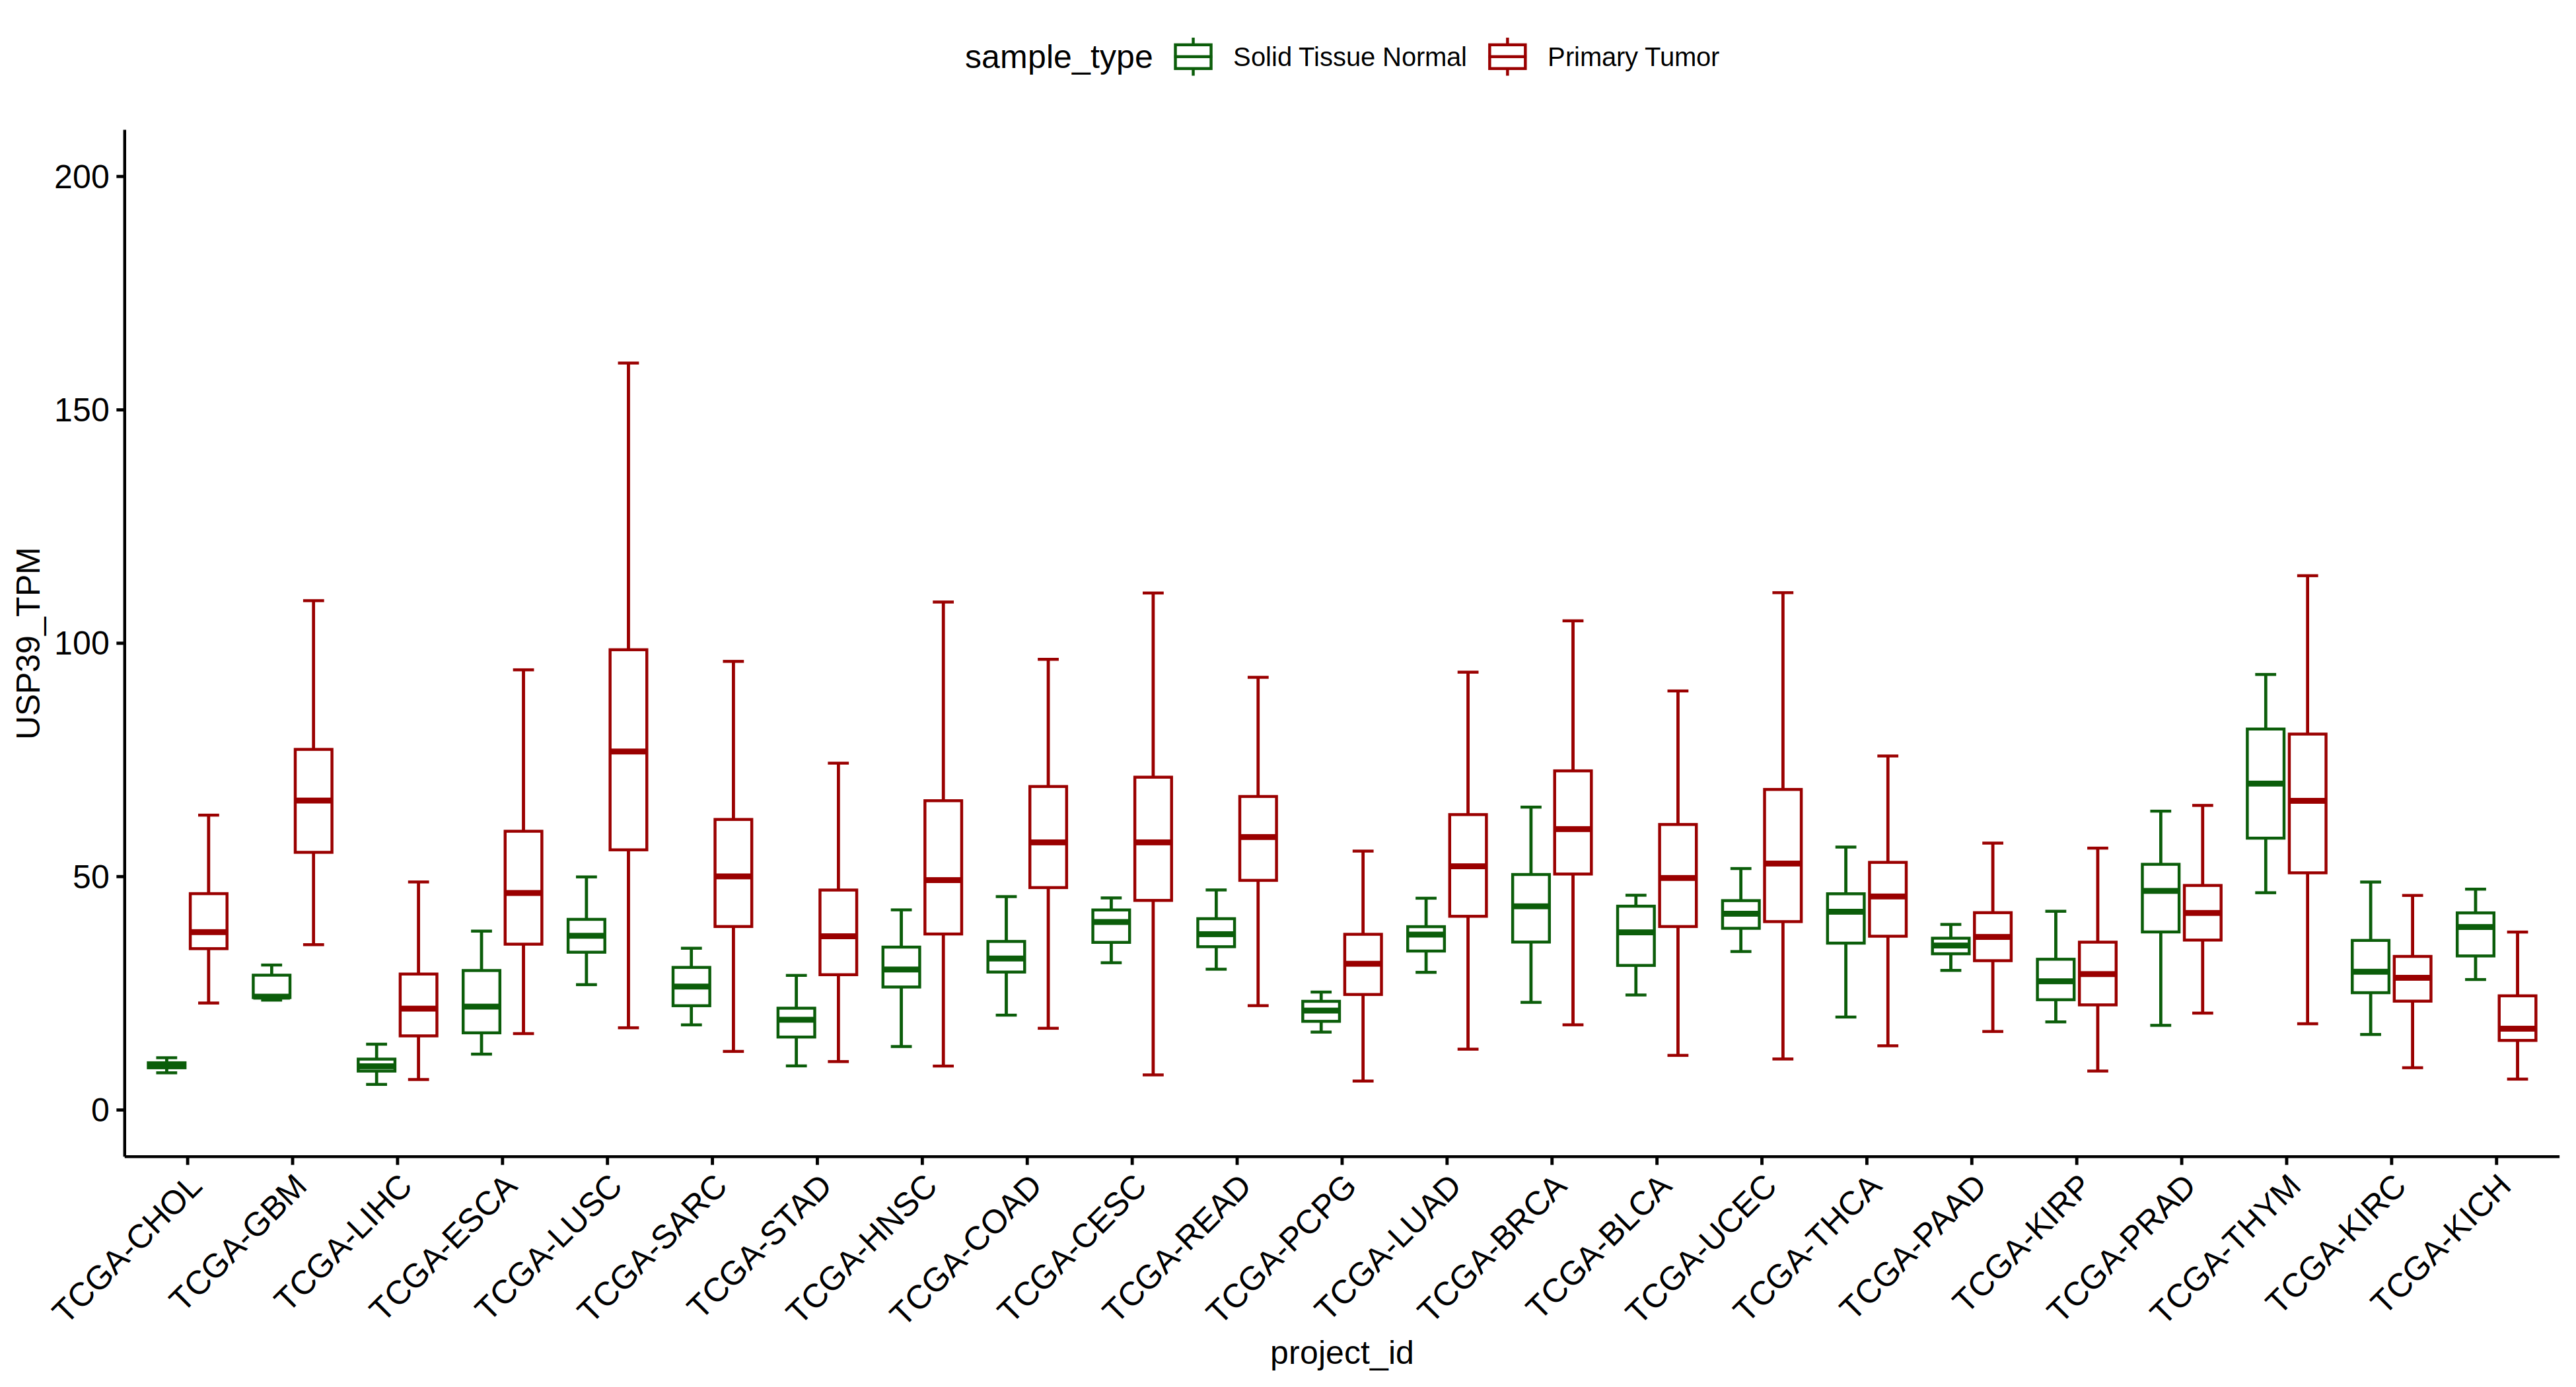 sample_type Solid Tissue Normal Primary Tumor
200
150
100
50
0
USP39_TPM
TCGA-CHOL
TCGA-GBM
TCGA-LIHC
TCGA-ESCA
TCGA-LUSC
TCGA-SARC
TCGA-STAD
TCGA-HNSC
TCGA-COAD
TCGA-CESC
TCGA-READ
TCGA-PCPG
TCGA-LUAD
TCGA-BRCA
TCGA-BLCA
TCGA-UCEC
TCGA-THCA
TCGA-PAAD
TCGA-KIRP
TCGA-PRAD
TCGA-THYM
TCGA-KIRC
TCGA-KICH
project_id